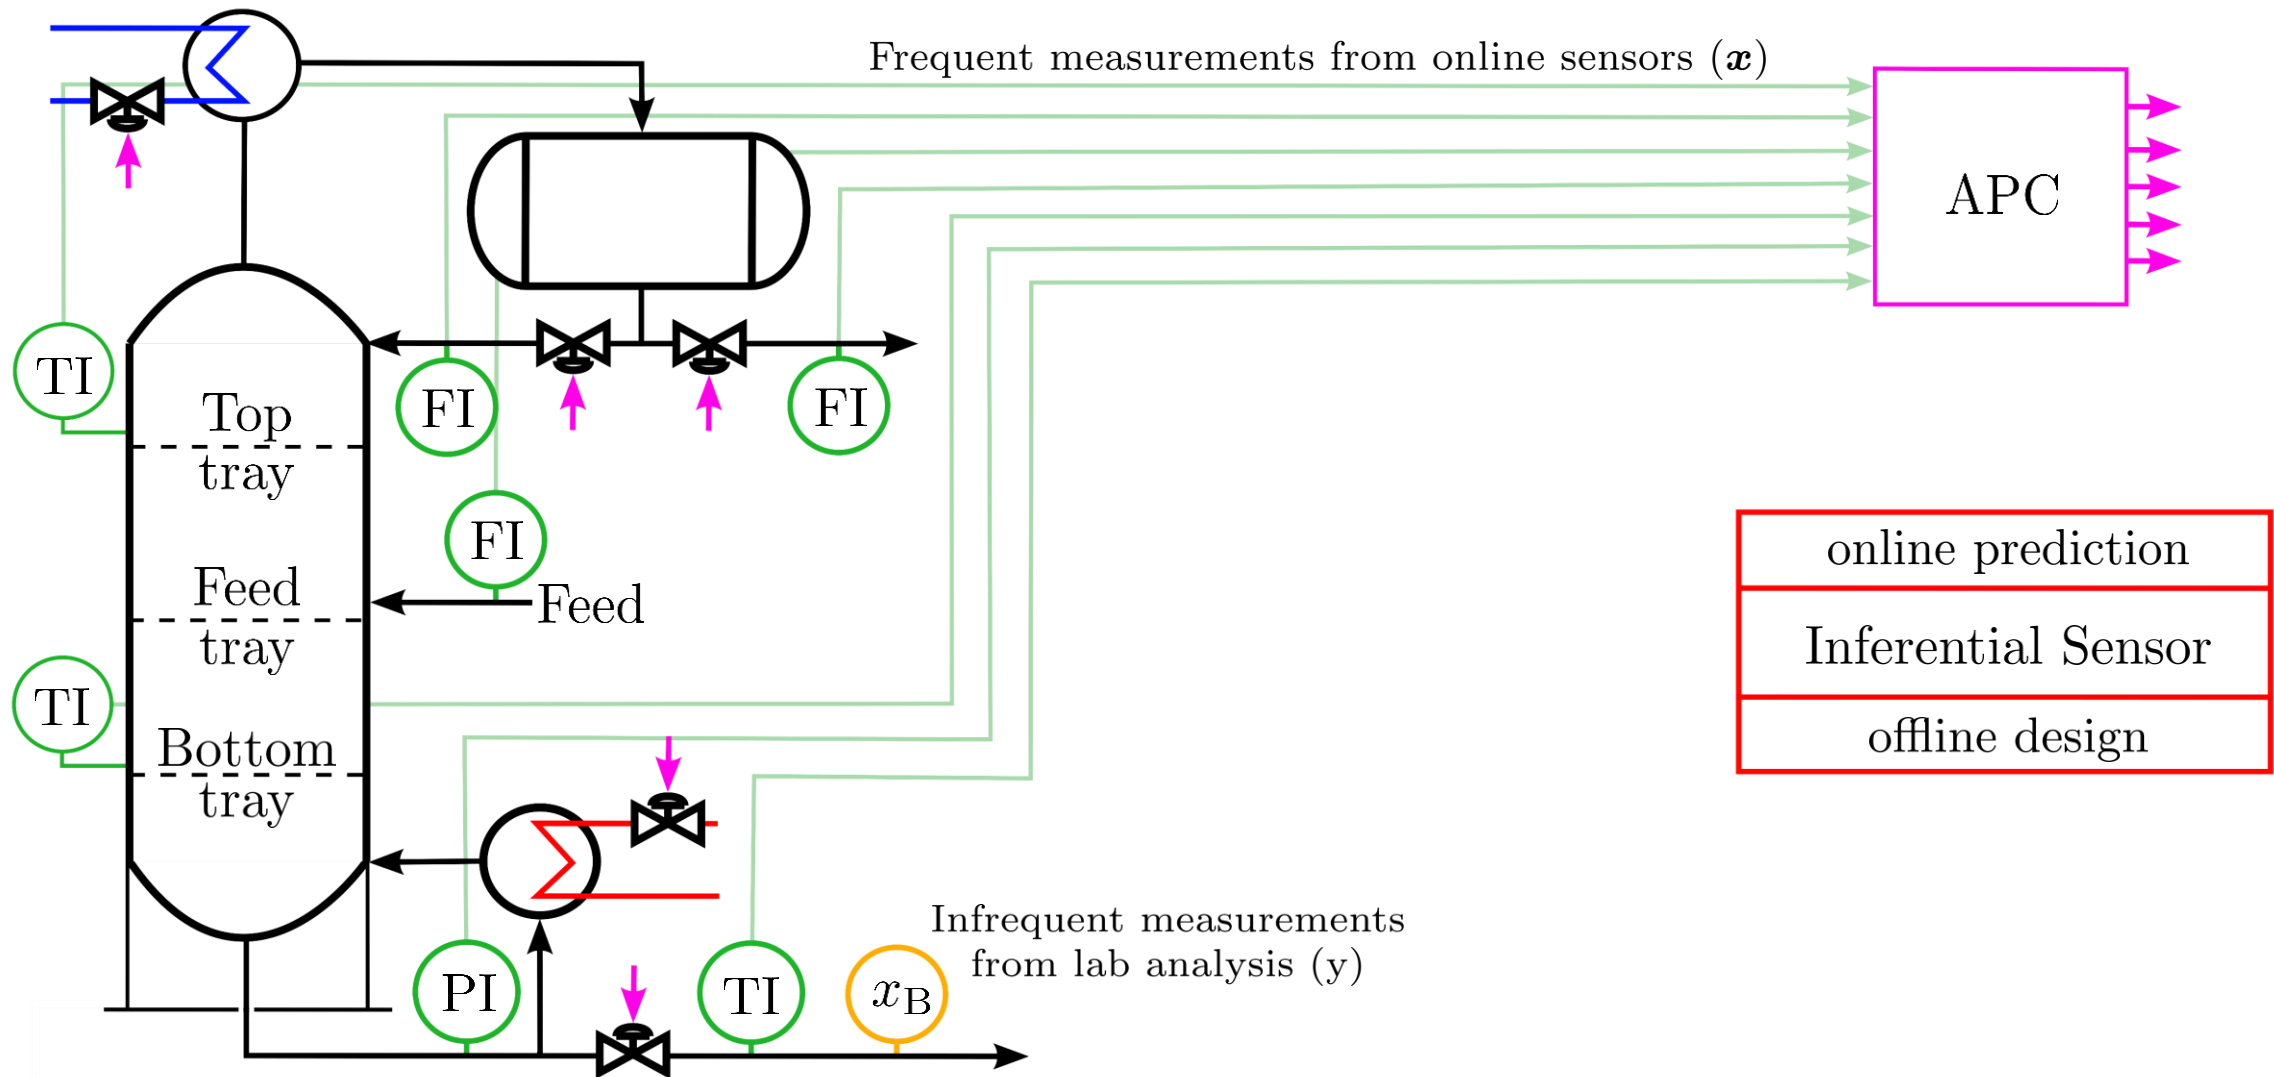 Frequent measurements from online sensors (x)
APC
TI
FI
FI
Top
tray
FI
Feed
Feed
tray
TI
Bottom
tray
online prediction
Inferential Sensor
offline design
Infrequent measurements
from lab analysis (y)
PI
TI
xB